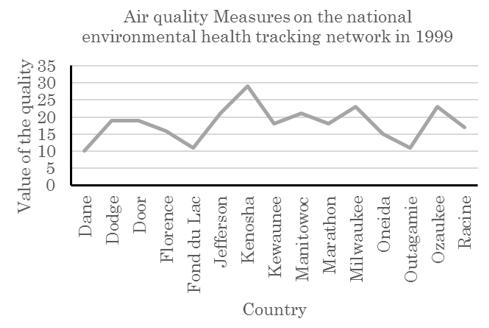 Air quality Measures on the national
environmental health tracking network in 1999
Value of the quality
35
30
25
20
15
10
5
0
Dane
Dodge
Door
Florence
Fond du Lac
Jefferson
Kenosha
Kewaunee
Manitowoc
Marathon
Milwaukee
Oneida
Outagamie
Ozaukee
Racine
Country